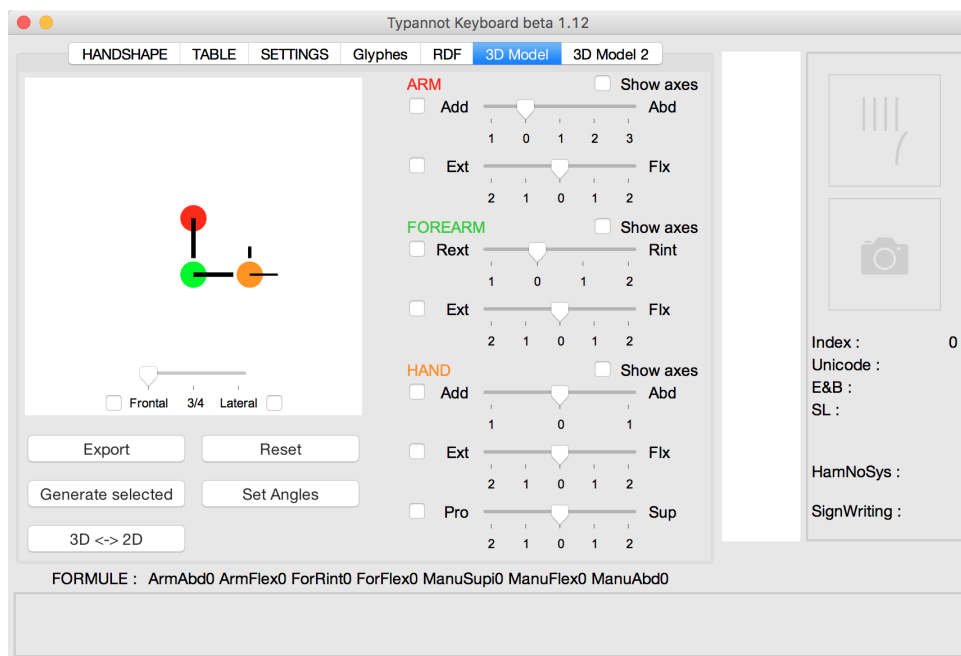 Typannot Keyboard beta 1.12
HANDSHAPE TABLE SETTINGS Glyphes RDF 3D Model 3D Model 2
ARM Show axes
Add Abd
1 0 1 2 3
Ext Flx
2 1 0 1 2
FOREARM Show axes
Rext Rint
1 0 1 2
Ext Flx
2 1 0 1 2
HAND Show axes
Add Abd
1 0 1
Ext Flx
2 1 0 1 2
Pro Sup
2 1 0 1 2
Frontal 3/4 Lateral
Export Reset
Generate selected Set Angles
3D <-> 2D
Index : 0
Unicode :
E&B :
SL :
HamNoSys :
SignWriting :
FORMULE : ArmAbd0 ArmFlex0 ForRint0 ForFlex0 ManuSupi0 ManuFlex0 ManuAbd0